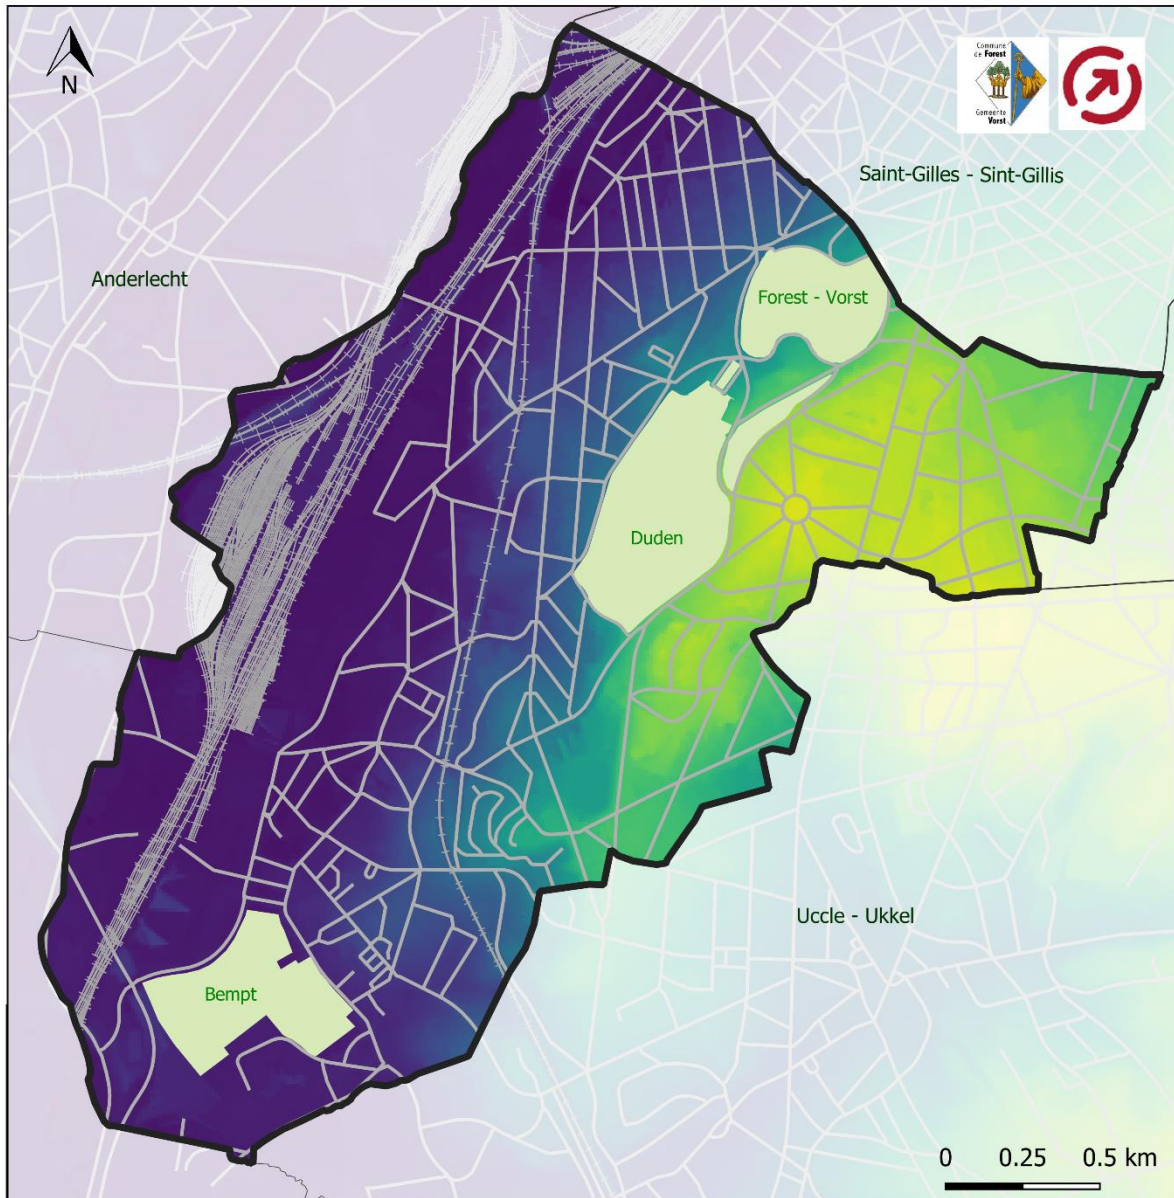 N
Commune
de Forest
Gemeente
Vorst
Saint-Gilles - Sint-Gillis
Anderlecht
Forest - Vorst
Duden
Uccle - Ukkel
Bempt
0 0.25 0.5 km